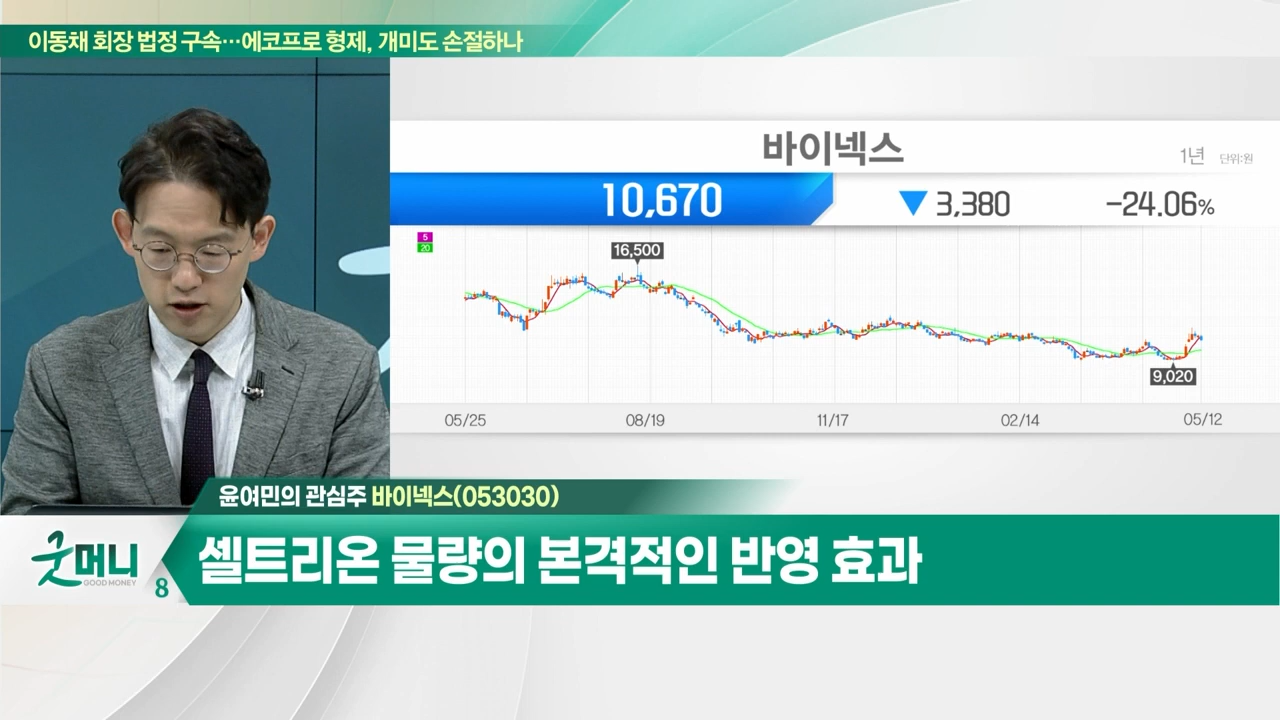 이동채 회장 법정 구속…에코프로 형제, 개미도 손절하나
바이넥스
1년 단위:원
10,670 ▼3,380 -24.06%
5
20
16,500
9,020
05/25 08/19 11/17 02/14 05/12
윤여민의 관심주 바이넥스(053030)
굿머니
GOOD MONEY
8
셀트리온 물량의 본격적인 반영 효과